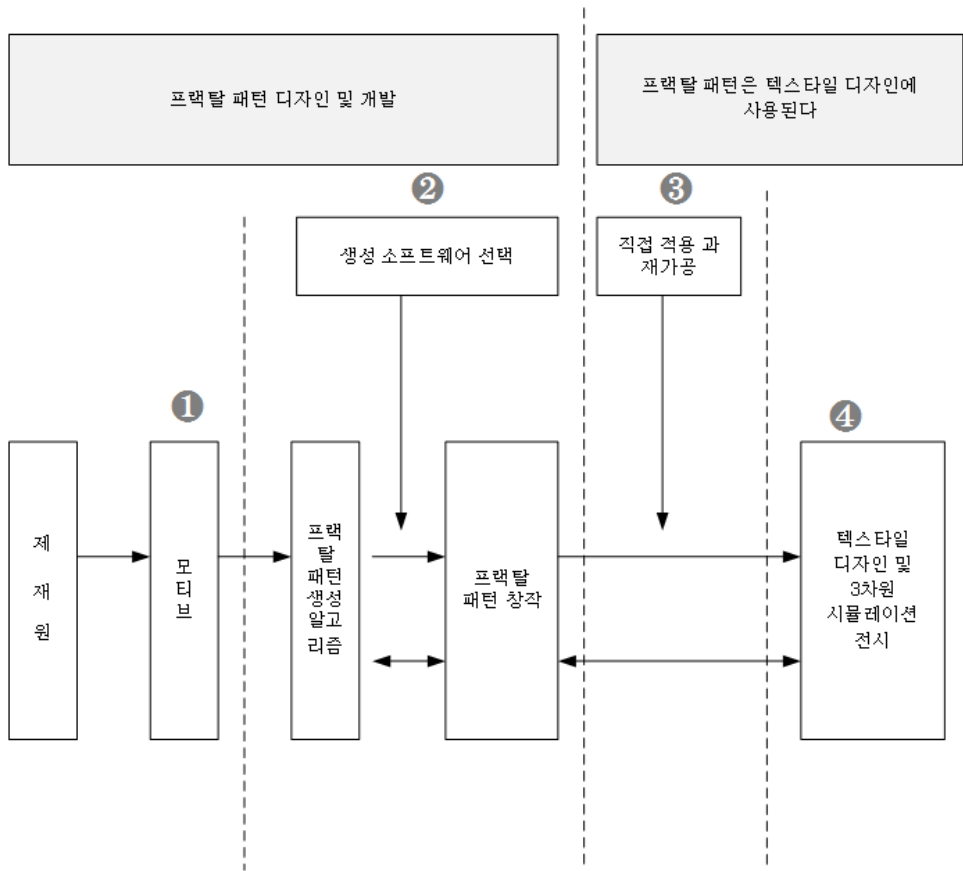 프랙탈 패턴 디자인 및 개발
프랙탈 패턴은 텍스타일 디자인에
사용된다
❷
❸
생성 소프트웨어 선택
직접 적용 과
재가공
❶
❹
제
재
원
모
티
브
프랙
탈
패턴
생성
알고
리즘
프랙탈
패턴 창작
텍스타일
디자인 및
3차원
시뮬레이션
전시